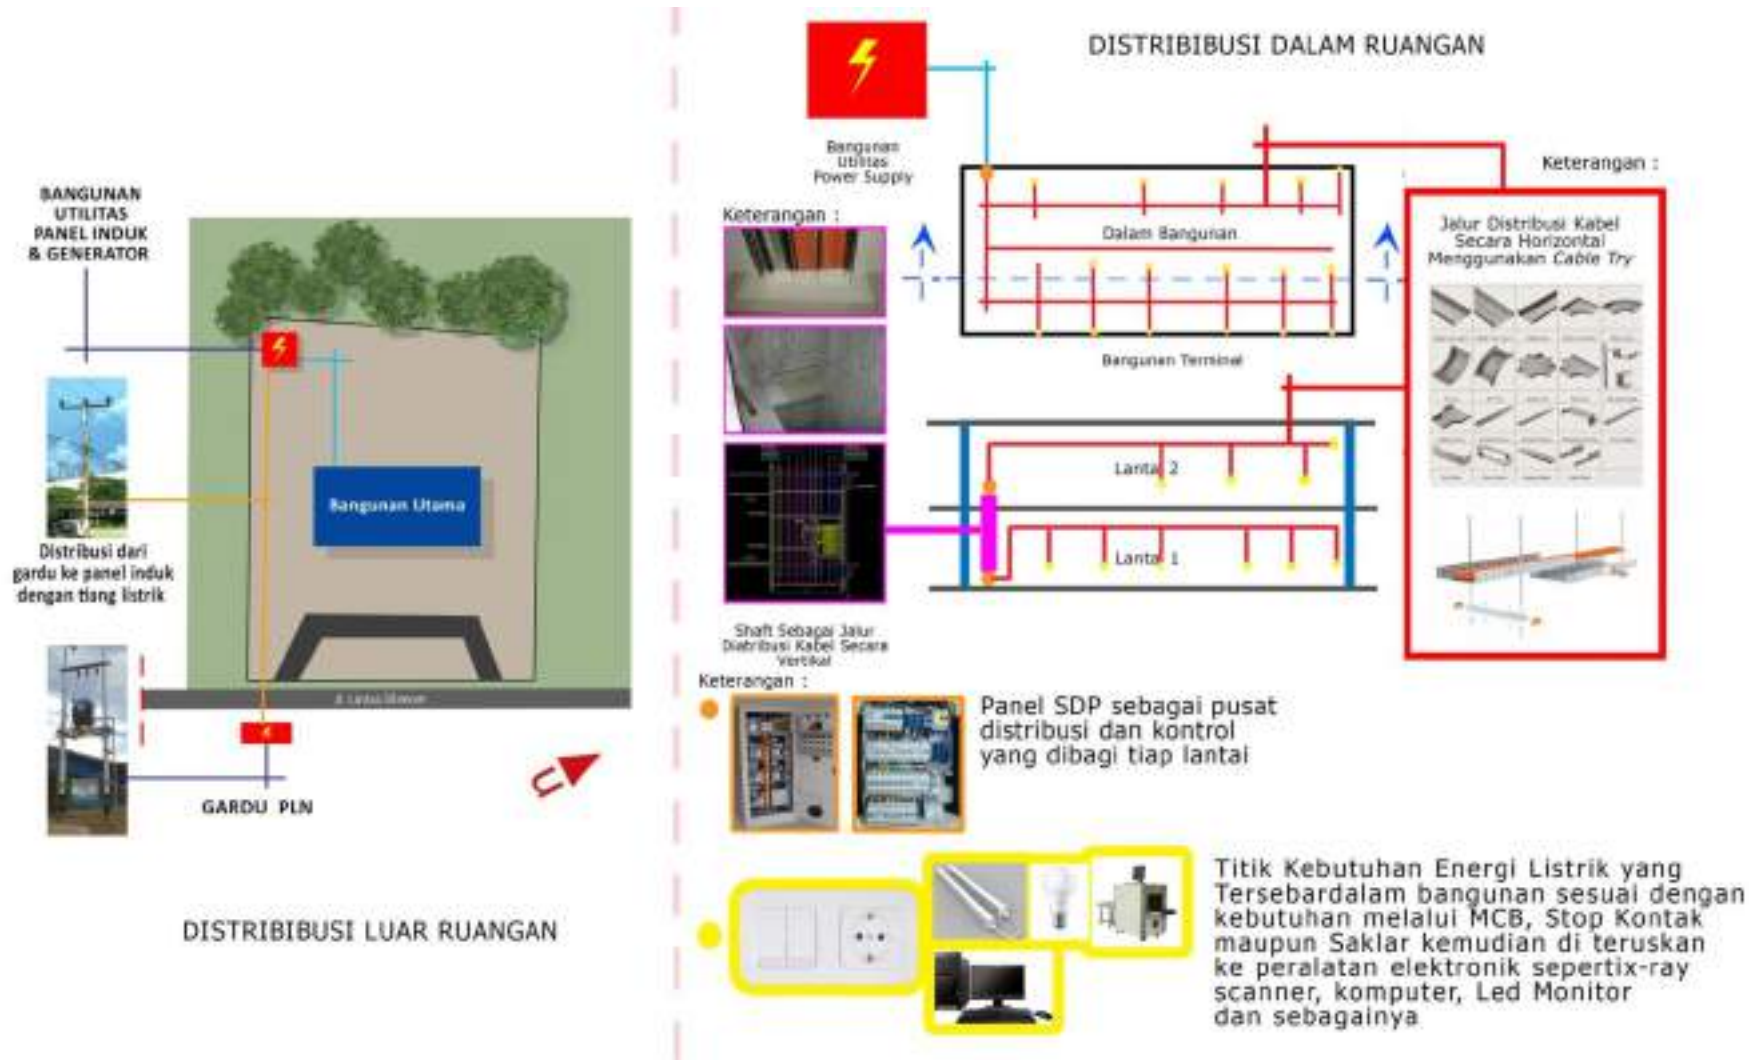 BANGUNAN
UTILITAS
PANEL INDUK
& GENERATOR
Bangunan Utama
Distribusi dari
gardu ke panel induk
dengan tiang listrik
GARDU PLN
DISTRIBIBUSI LUAR RUANGAN
DISTRIBIBUSI DALAM RUANGAN
Bangunan
Utilitas
Power Supply
Keterangan :
Dalam Bangunan
Bangunan Terminal
Lantai 2
Lantai 1
Shaft Sebagai Jalur
Diatribusi Kabel Secara
Vertikal
Keterangan :
Jalur Distribusi Kabel
Secara Horizontal
Menggunakan Cable Try
Keterangan :
Panel SDP sebagai pusat
distribusi dan kontrol
yang dibagi tiap lantai
Titik Kebutuhan Energi Listrik yang
Tersebardalam bangunan sesuai dengan
kebutuhan melalui MCB, Stop Kontak
maupun Saklar kemudian di teruskan
ke peralatan elektronik sepertix-ray
scanner, komputer, Led Monitor
dan sebagainya